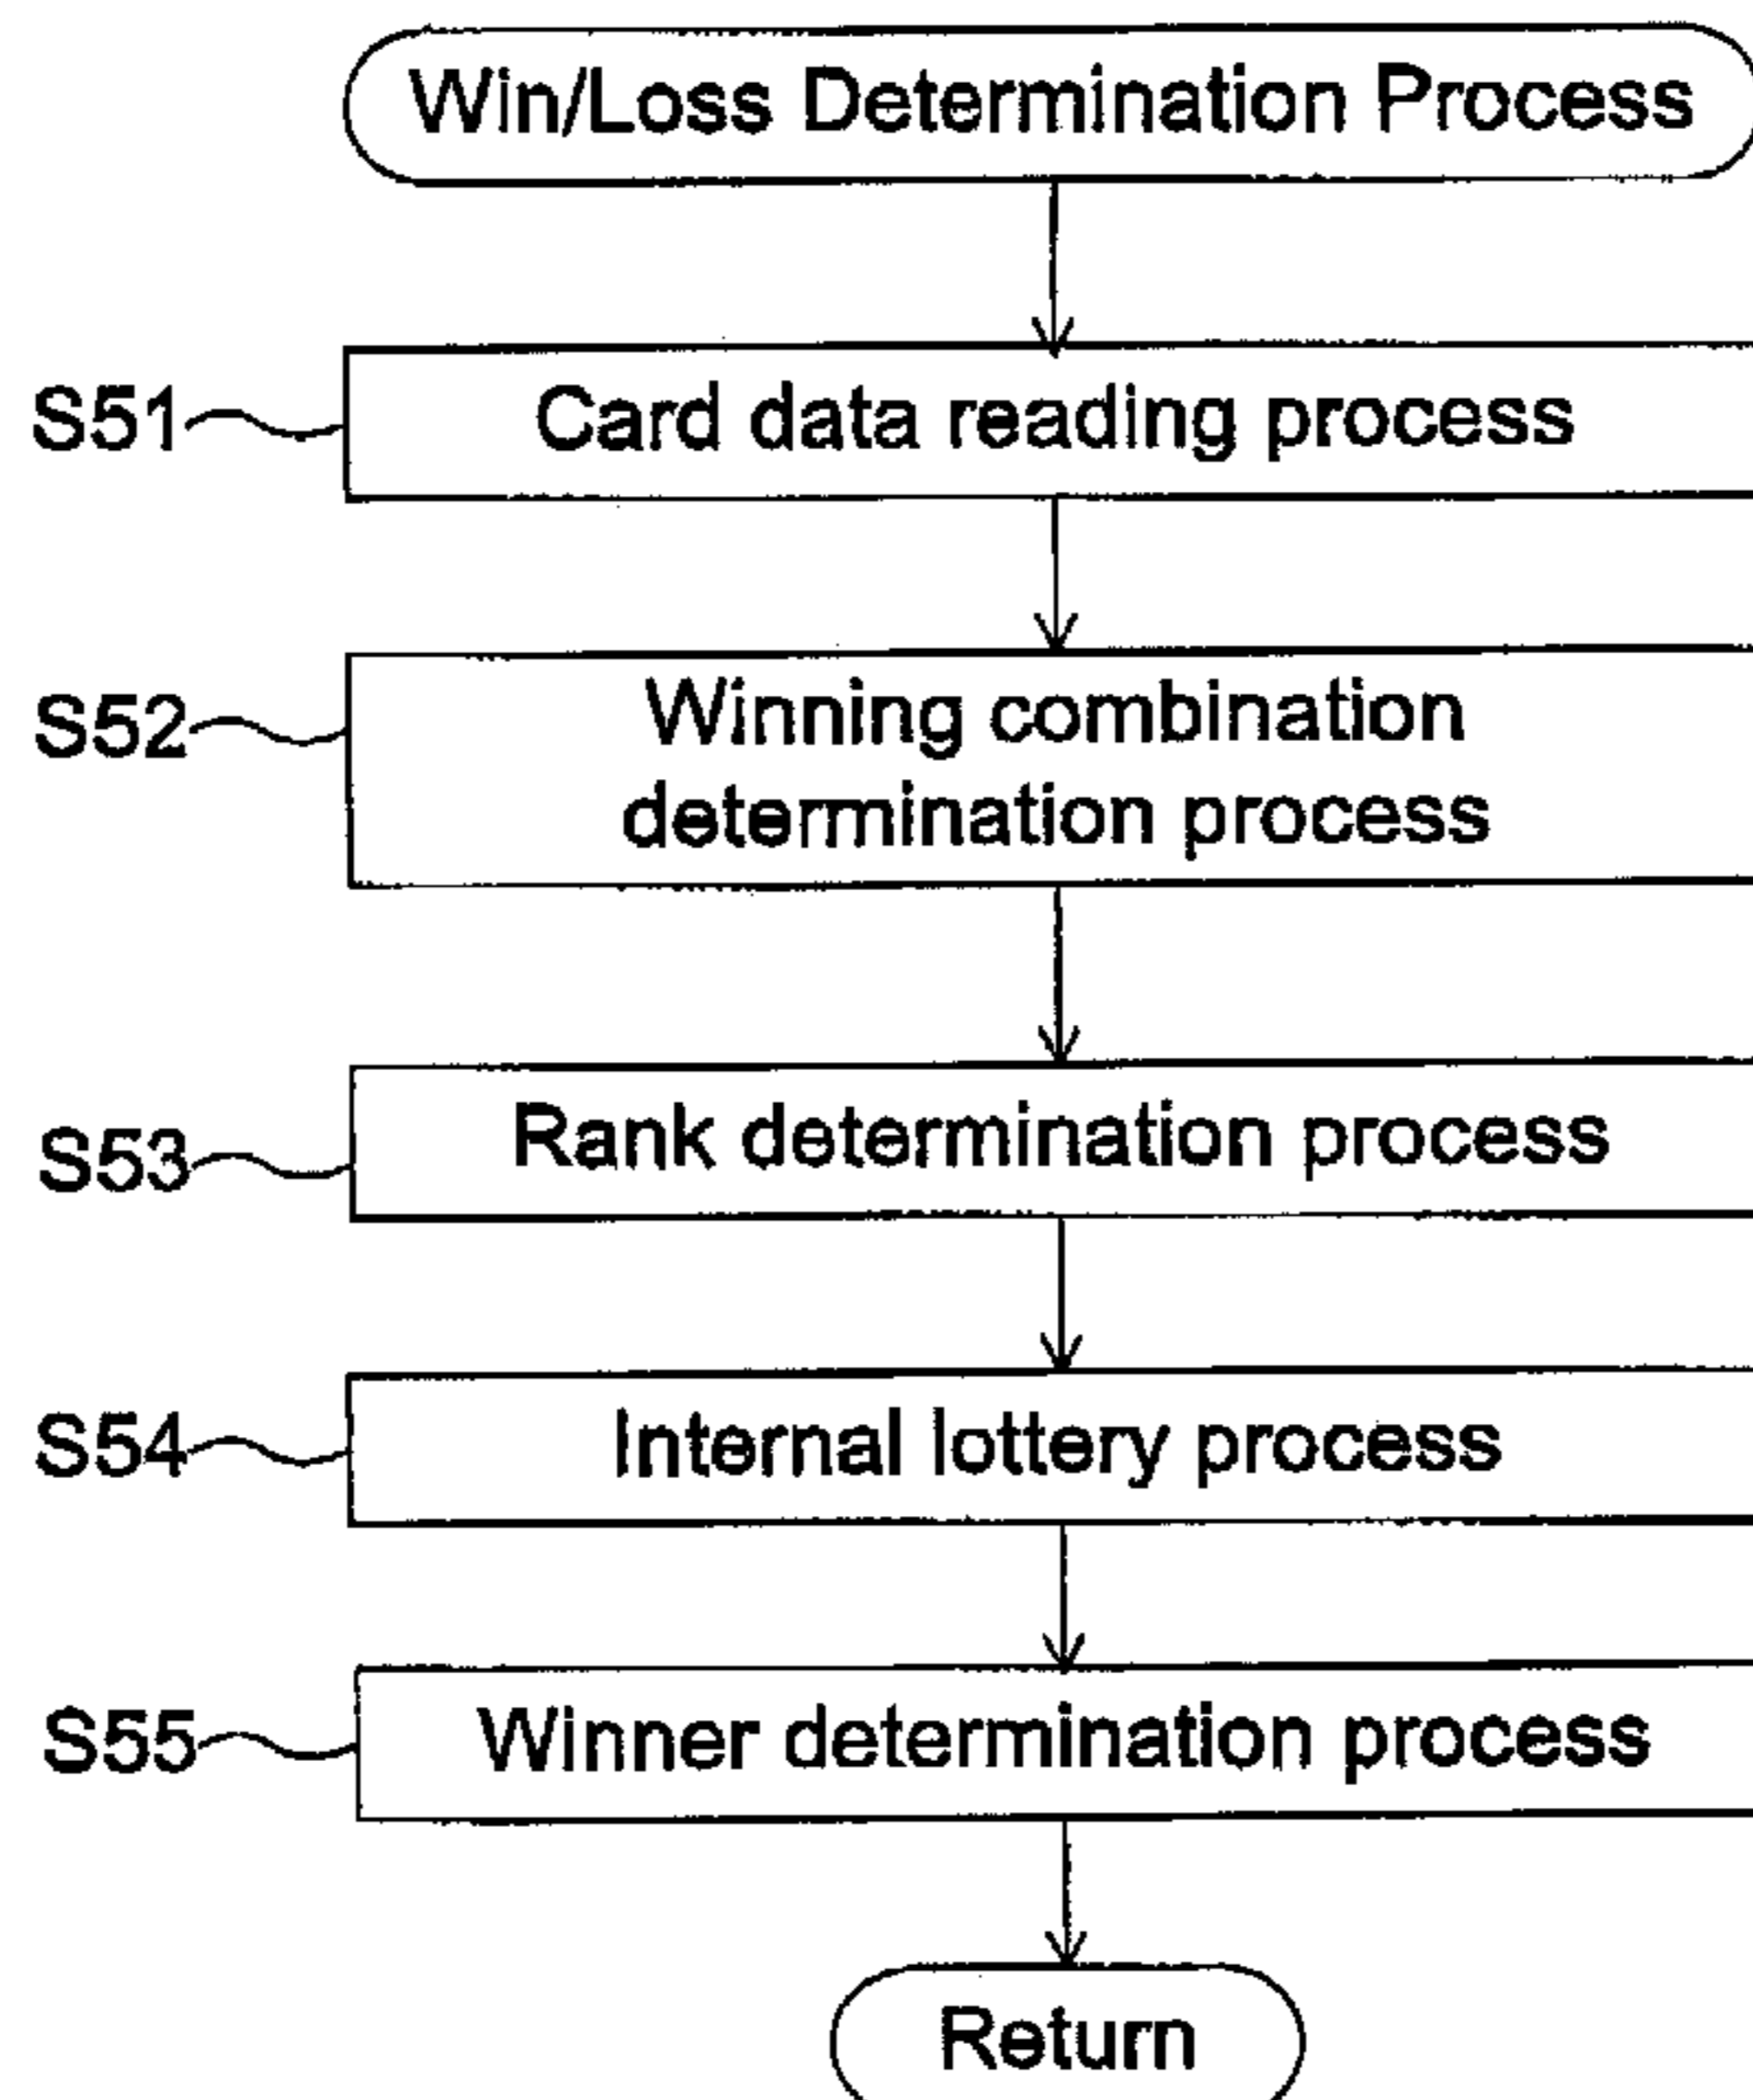 Win/Loss Determination Process
S51
Card data reading process
S52
Winning combination
determination process
S53
Rank determination process
S54
Internal lottery process
S55
Winner determination process
Return